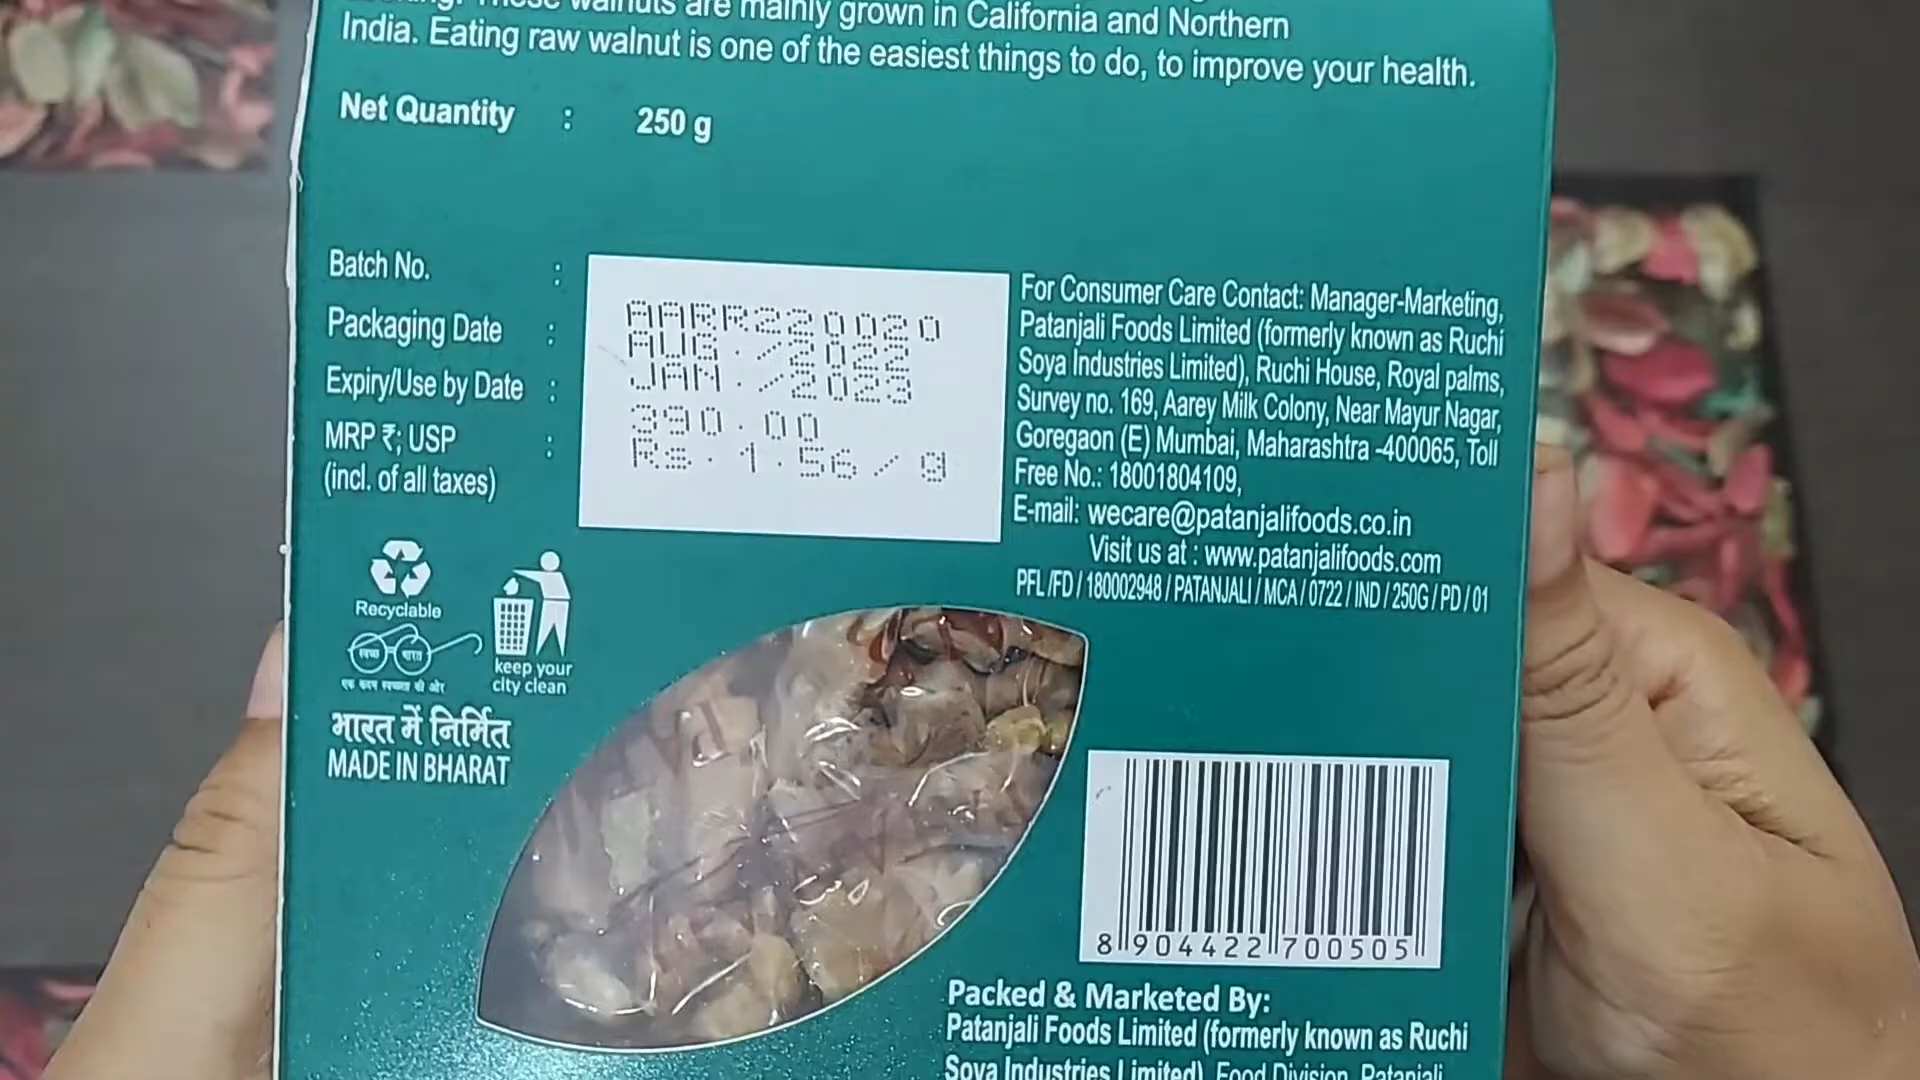 walnuts are mainly grown in California and Northern
India. Eating raw walnut is one of the easiest things to do, to improve your health.
Net Quantity : 250 g
Batch No. : AARR220020
Packaging Date : AUG./2022
Expiry/Use by Date : JAN./2023
MRP ₹; USP : 390.00
(incl. of all taxes) Rs.1.56/g
For Consumer Care Contact: Manager-Marketing,
Patanjali Foods Limited (formerly known as Ruchi
Soya Industries Limited), Ruchi House, Royal palms,
Survey no. 169, Aarey Milk Colony, Near Mayur Nagar,
Goregaon (E) Mumbai, Maharashtra -400065, Toll
Free No.: 18001804109,
E-mail: wecare@patanjalifoods.co.in
Visit us at : www.patanjalifoods.com
PFL/FD/180002948/PATANJALI/MCA/0722/IND/250G/PD/01
Recyclable
स्वच्छ भारत
एक कदम स्वच्छता की ओर
keep your
city clean
भारत में निर्मित
MADE IN BHARAT
8 904422 700505
Packed & Marketed By:
Patanjali Foods Limited (formerly known as Ruchi
Soya Industries Limited), Food Division, Patanjali